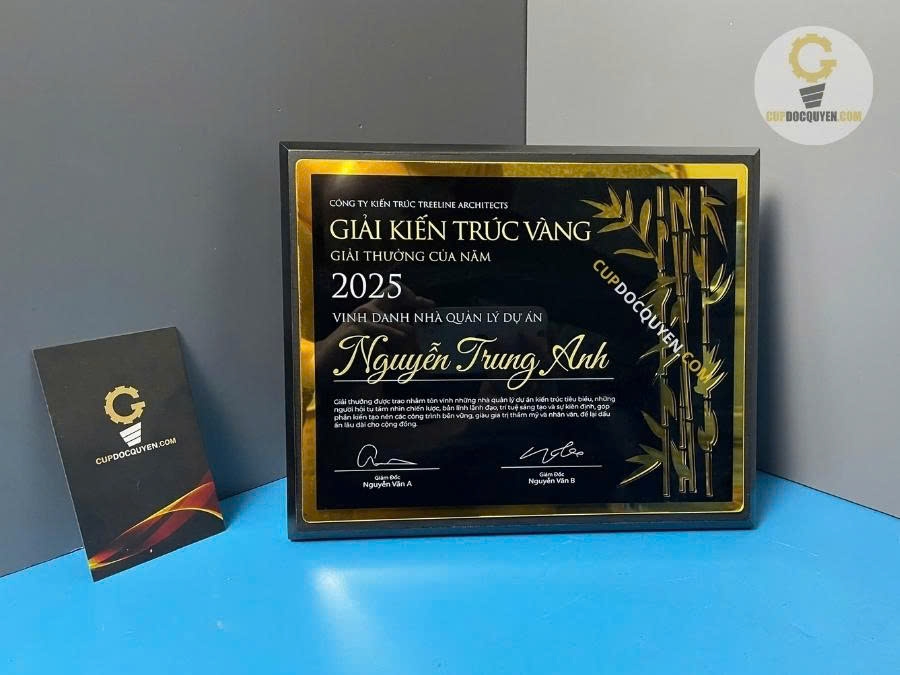 CUPDOCQUYEN.COM
CÔNG TY KIẾN TRÚC TREELINE ARCHITECTS
GIẢI KIẾN TRÚC VÀNG
GIẢI THƯỞNG CỦA NĂM
2025
VINH DANH NHÀ QUẢN LÝ DỰ ÁN
Nguyễn Trung Anh
Giải thưởng được trao nhằm tôn vinh những nhà quản lý dự án kiến trúc tiêu biểu, những
người hội tụ tầm nhìn chiến lược, bản lĩnh lãnh đạo, trí tuệ sáng tạo và sự kiên định, góp
phần kiến tạo nên các công trình bền vững, giàu giá trị thẩm mỹ và nhân văn, để lại dấu
ấn lâu dài cho cộng đồng.
Giám Đốc
Nguyễn Văn A
Giám Đốc
Nguyễn Văn B
CUPDOCQUYEN.COM
CUPDOCQUYEN.COM